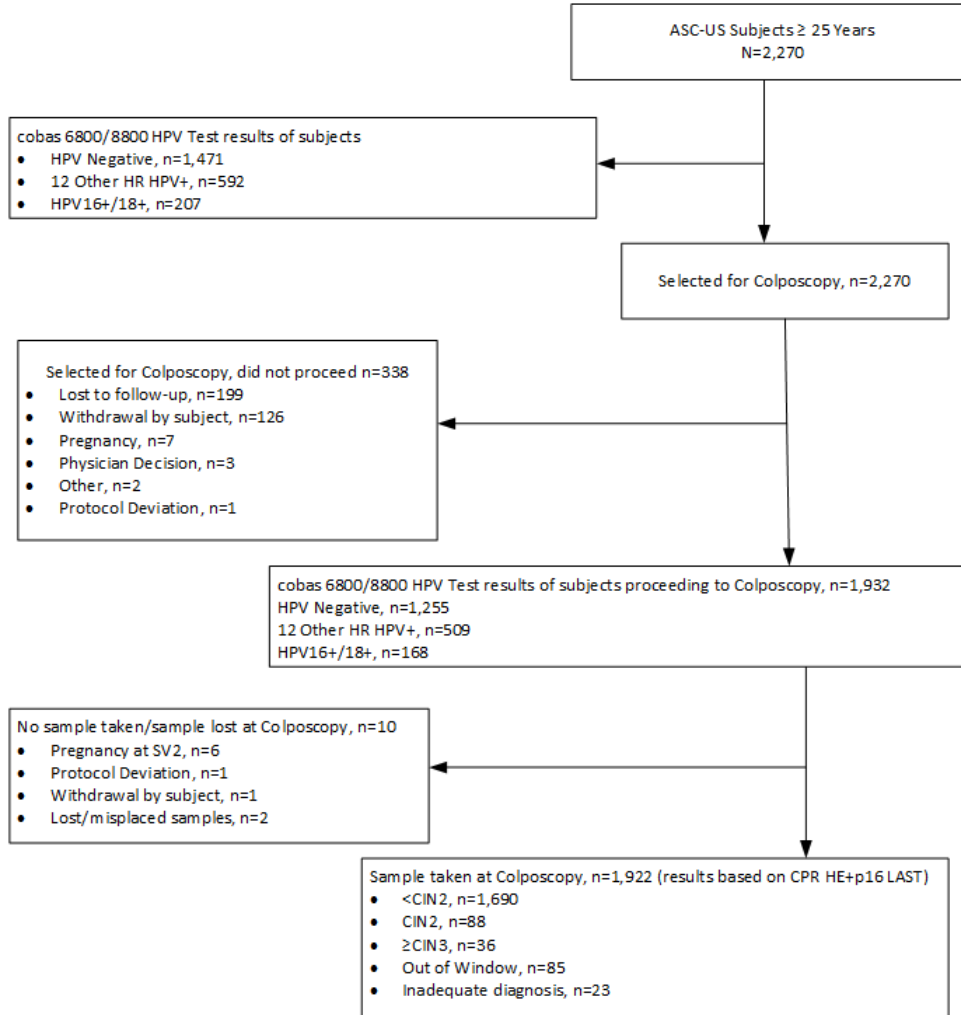 ASC-US Subjects ≥ 25 Years
N=2,270
cobas 6800/8800 HPV Test results of subjects
• HPV Negative, n=1,471
• 12 Other HR HPV+, n=592
• HPV16+/18+, n=207
Selected for Colposcopy, n=2,270
Selected for Colposcopy, did not proceed n=338
• Lost to follow-up, n=199
• Withdrawal by subject, n=126
• Pregnancy, n=7
• Physician Decision, n=3
• Other, n=2
• Protocol Deviation, n=1
cobas 6800/8800 HPV Test results of subjects proceeding to Colposcopy, n=1,932
HPV Negative, n=1,255
12 Other HR HPV+, n=509
HPV16+/18+, n=168
No sample taken/sample lost at Colposcopy, n=10
• Pregnancy at SV2, n=6
• Protocol Deviation, n=1
• Withdrawal by subject, n=1
• Lost/misplaced samples, n=2
Sample taken at Colposcopy, n=1,922 (results based on CPR HE+p16 LAST)
• <CIN2, n=1,690
• CIN2, n=88
• ≥CIN3, n=36
• Out of Window, n=85
• Inadequate diagnosis, n=23